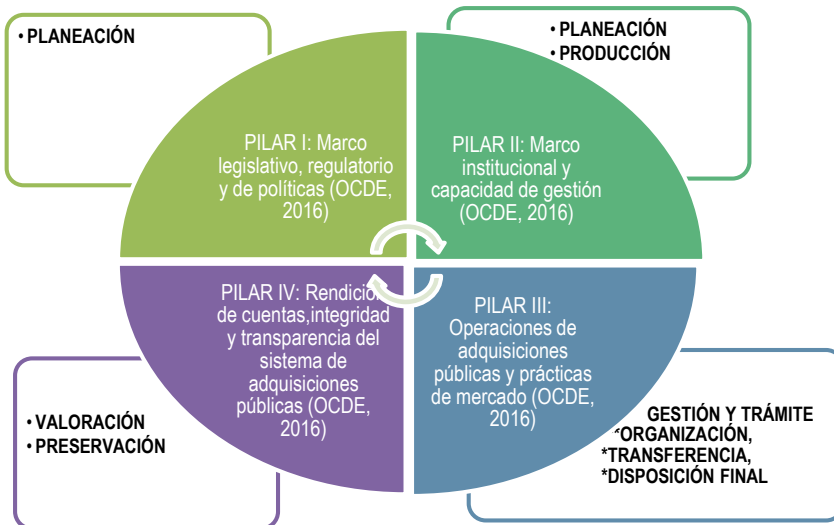 • PLANEACIÓN
• PLANEACIÓN
• PRODUCCIÓN
PILAR I: Marco
legislativo, regulatorio
y de políticas (OCDE,
2016)
PILAR II: Marco
institucional y
capacidad de gestión
(OCDE, 2016)
PILAR IV: Rendición
de cuentas,integridad
y transparencia del
sistema de
adquisiciones
públicas (OCDE,
2016)
PILAR III:
Operaciones de
adquisiciones
públicas y prácticas
de mercado (OCDE,
2016)
• VALORACIÓN
• PRESERVACIÓN
GESTIÓN Y TRÁMITE
*ORGANIZACIÓN,
*TRANSFERENCIA,
*DISPOSICIÓN FINAL